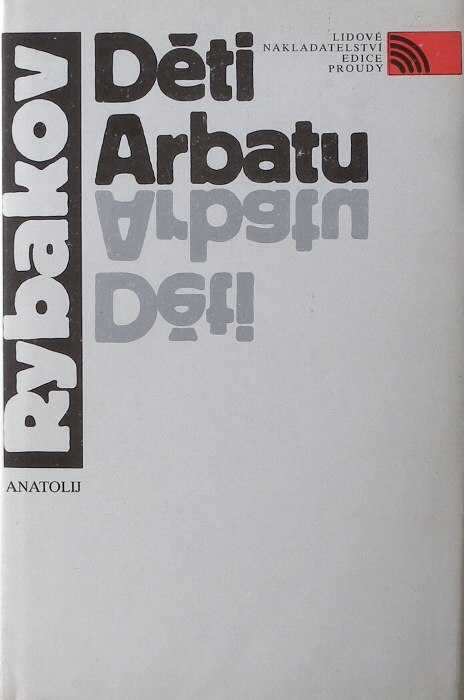 LIDOVÉ
NAKLADATELSTVÍ
EDICE
PROUDY
Děti
Arbatu
Arbatu
Děti
Rybakov
ANATOLIJ